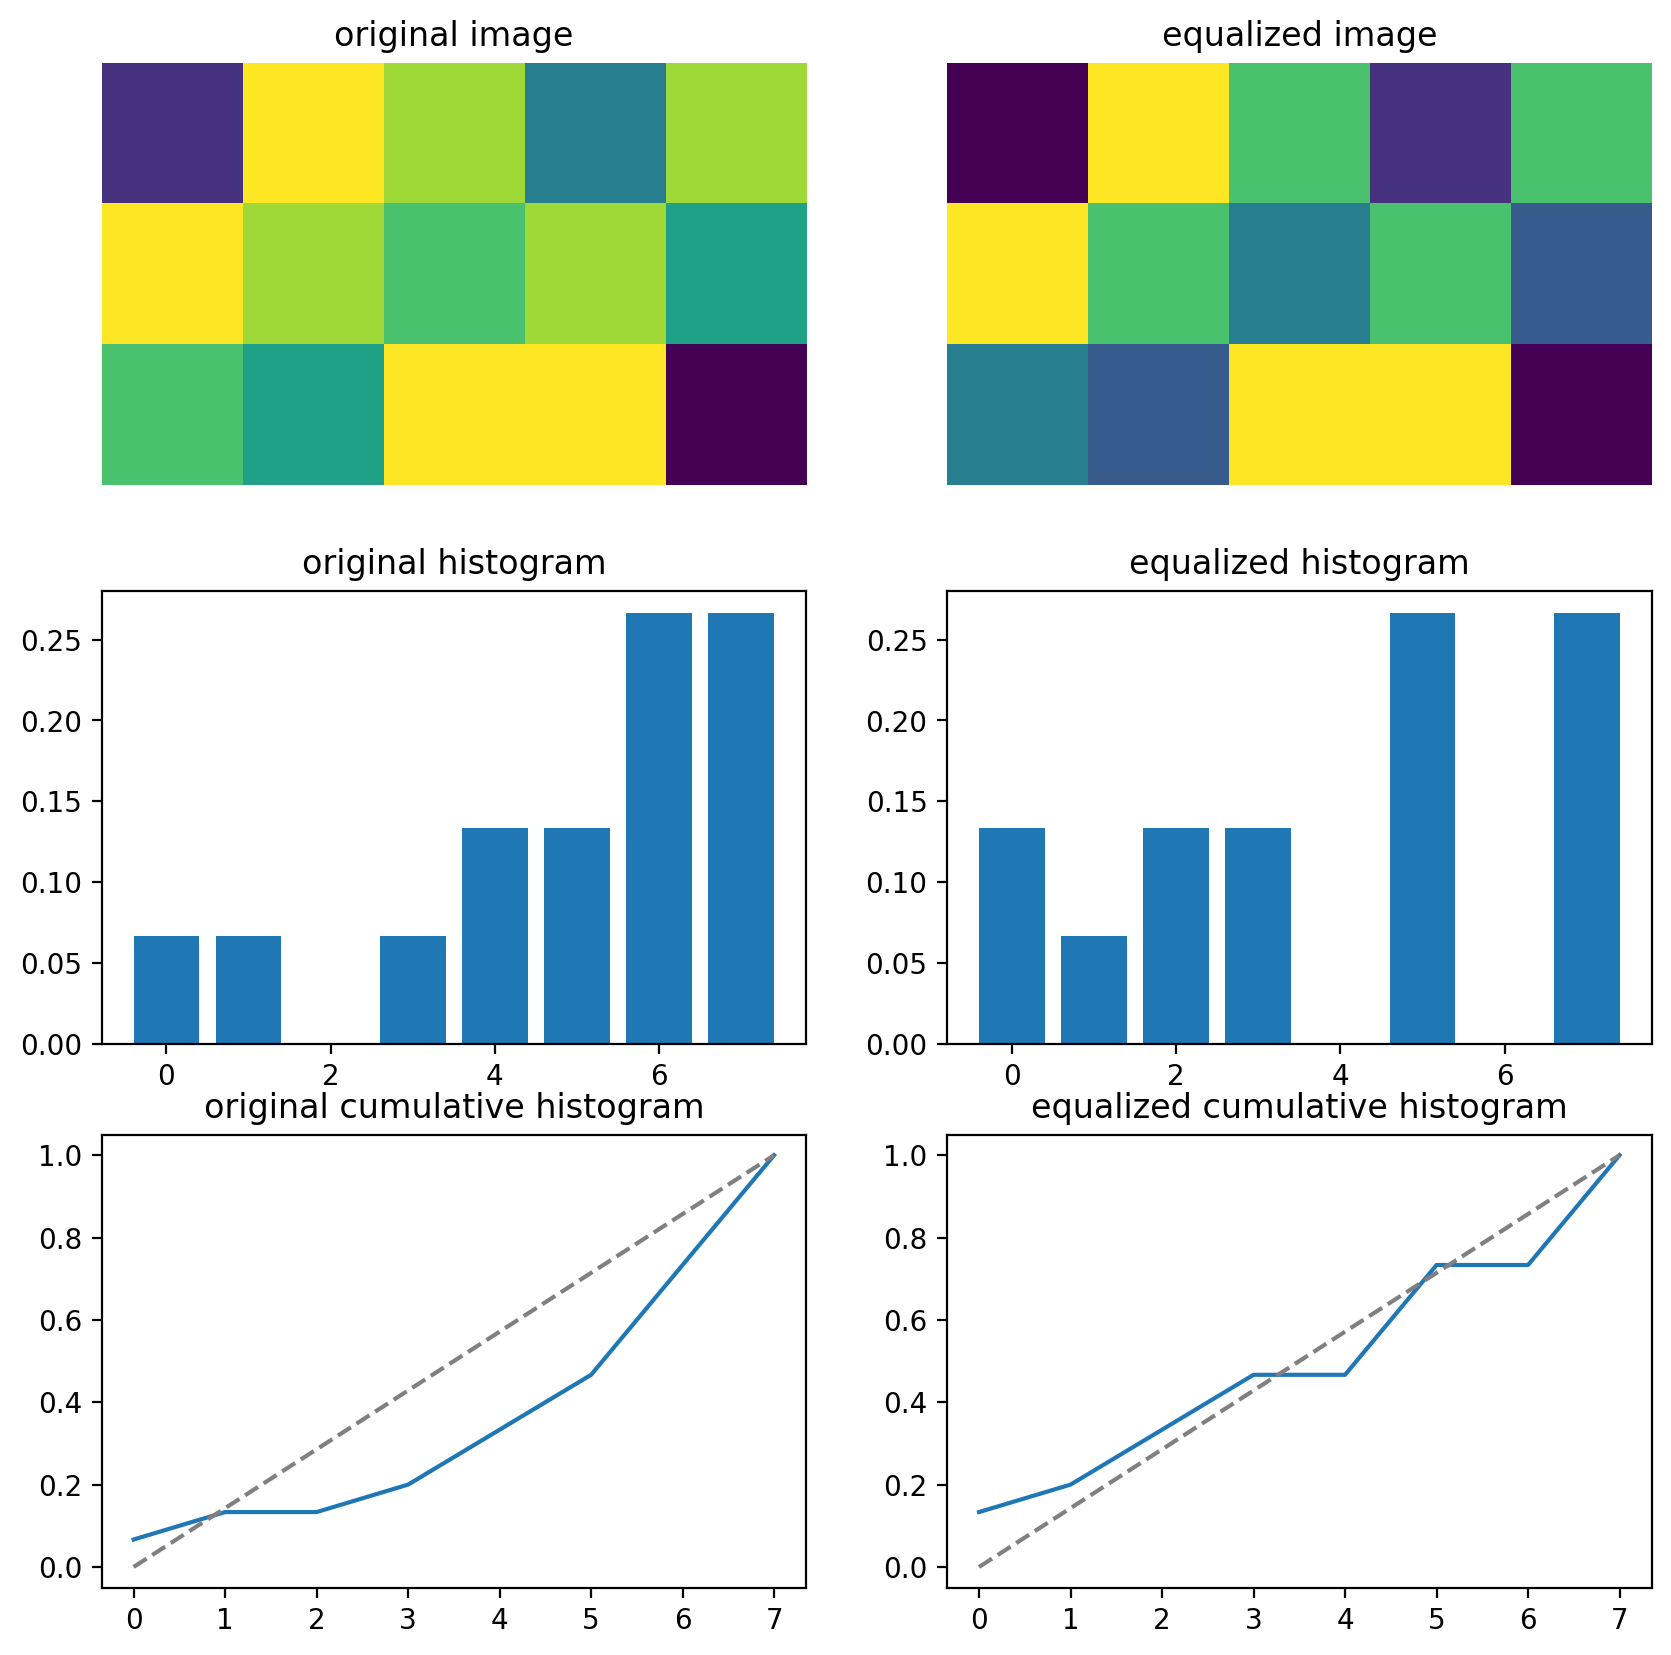 original image
equalized image
original histogram
0.25
0.20
0.15
0.10
0.05
0.00
0 2 4 6
equalized histogram
0.25
0.20
0.15
0.10
0.05
0.00
0 2 4 6
original cumulative histogram
1.0
0.8
0.6
0.4
0.2
0.0
0 1 2 3 4 5 6 7
equalized cumulative histogram
1.0
0.8
0.6
0.4
0.2
0.0
0 1 2 3 4 5 6 7